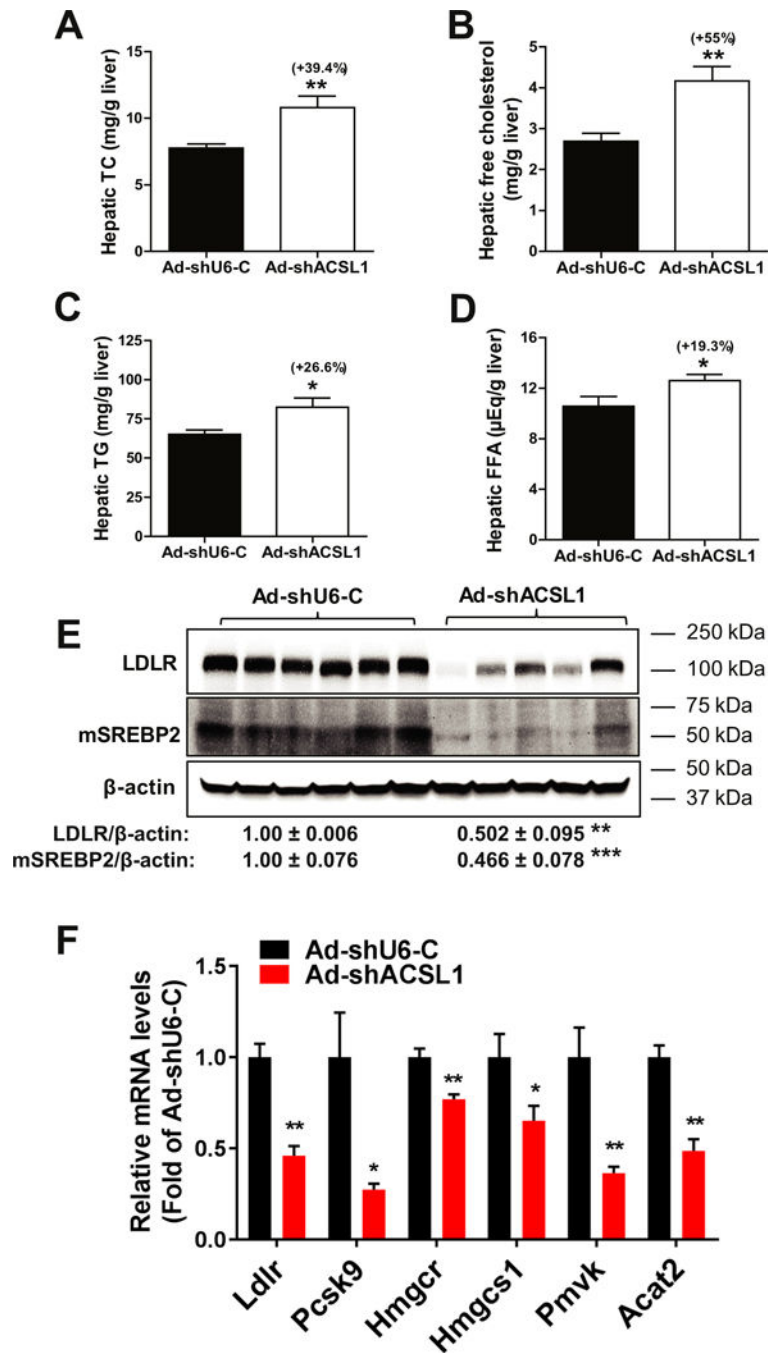 A
Hepatic TC (mg/g liver)
15
10
5
0
(+39.4%)
**
Ad-shU6-C Ad-shACSL1
B
Hepatic free cholesterol
(mg/g liver)
5
4
3
2
1
0
(+55%)
**
Ad-shU6-C Ad-shACSL1
C
Hepatic TG (mg/g liver)
125
100
75
50
25
0
(+26.6%)
*
Ad-shU6-C Ad-shACSL1
D
Hepatic FFA (µEq/g liver)
16
12
8
4
0
(+19.3%)
*
Ad-shU6-C Ad-shACSL1
E
Ad-shU6-C Ad-shACSL1
250 kDa
LDLR
100 kDa
75 kDa
mSREBP2
50 kDa
50 kDa
β-actin
37 kDa
LDLR/β-actin: 1.00 ± 0.006 0.502 ± 0.095 **
mSREBP2/β-actin: 1.00 ± 0.076 0.466 ± 0.078 ***
F
Ad-shU6-C
Ad-shACSL1
Relative mRNA levels
(Fold of Ad-shU6-C)
1.5
1.0
0.5
0.0
** * ** * ** **
Ldlr Pcsk9 Hmgcr Hmgcs1 Pmvk Acat2